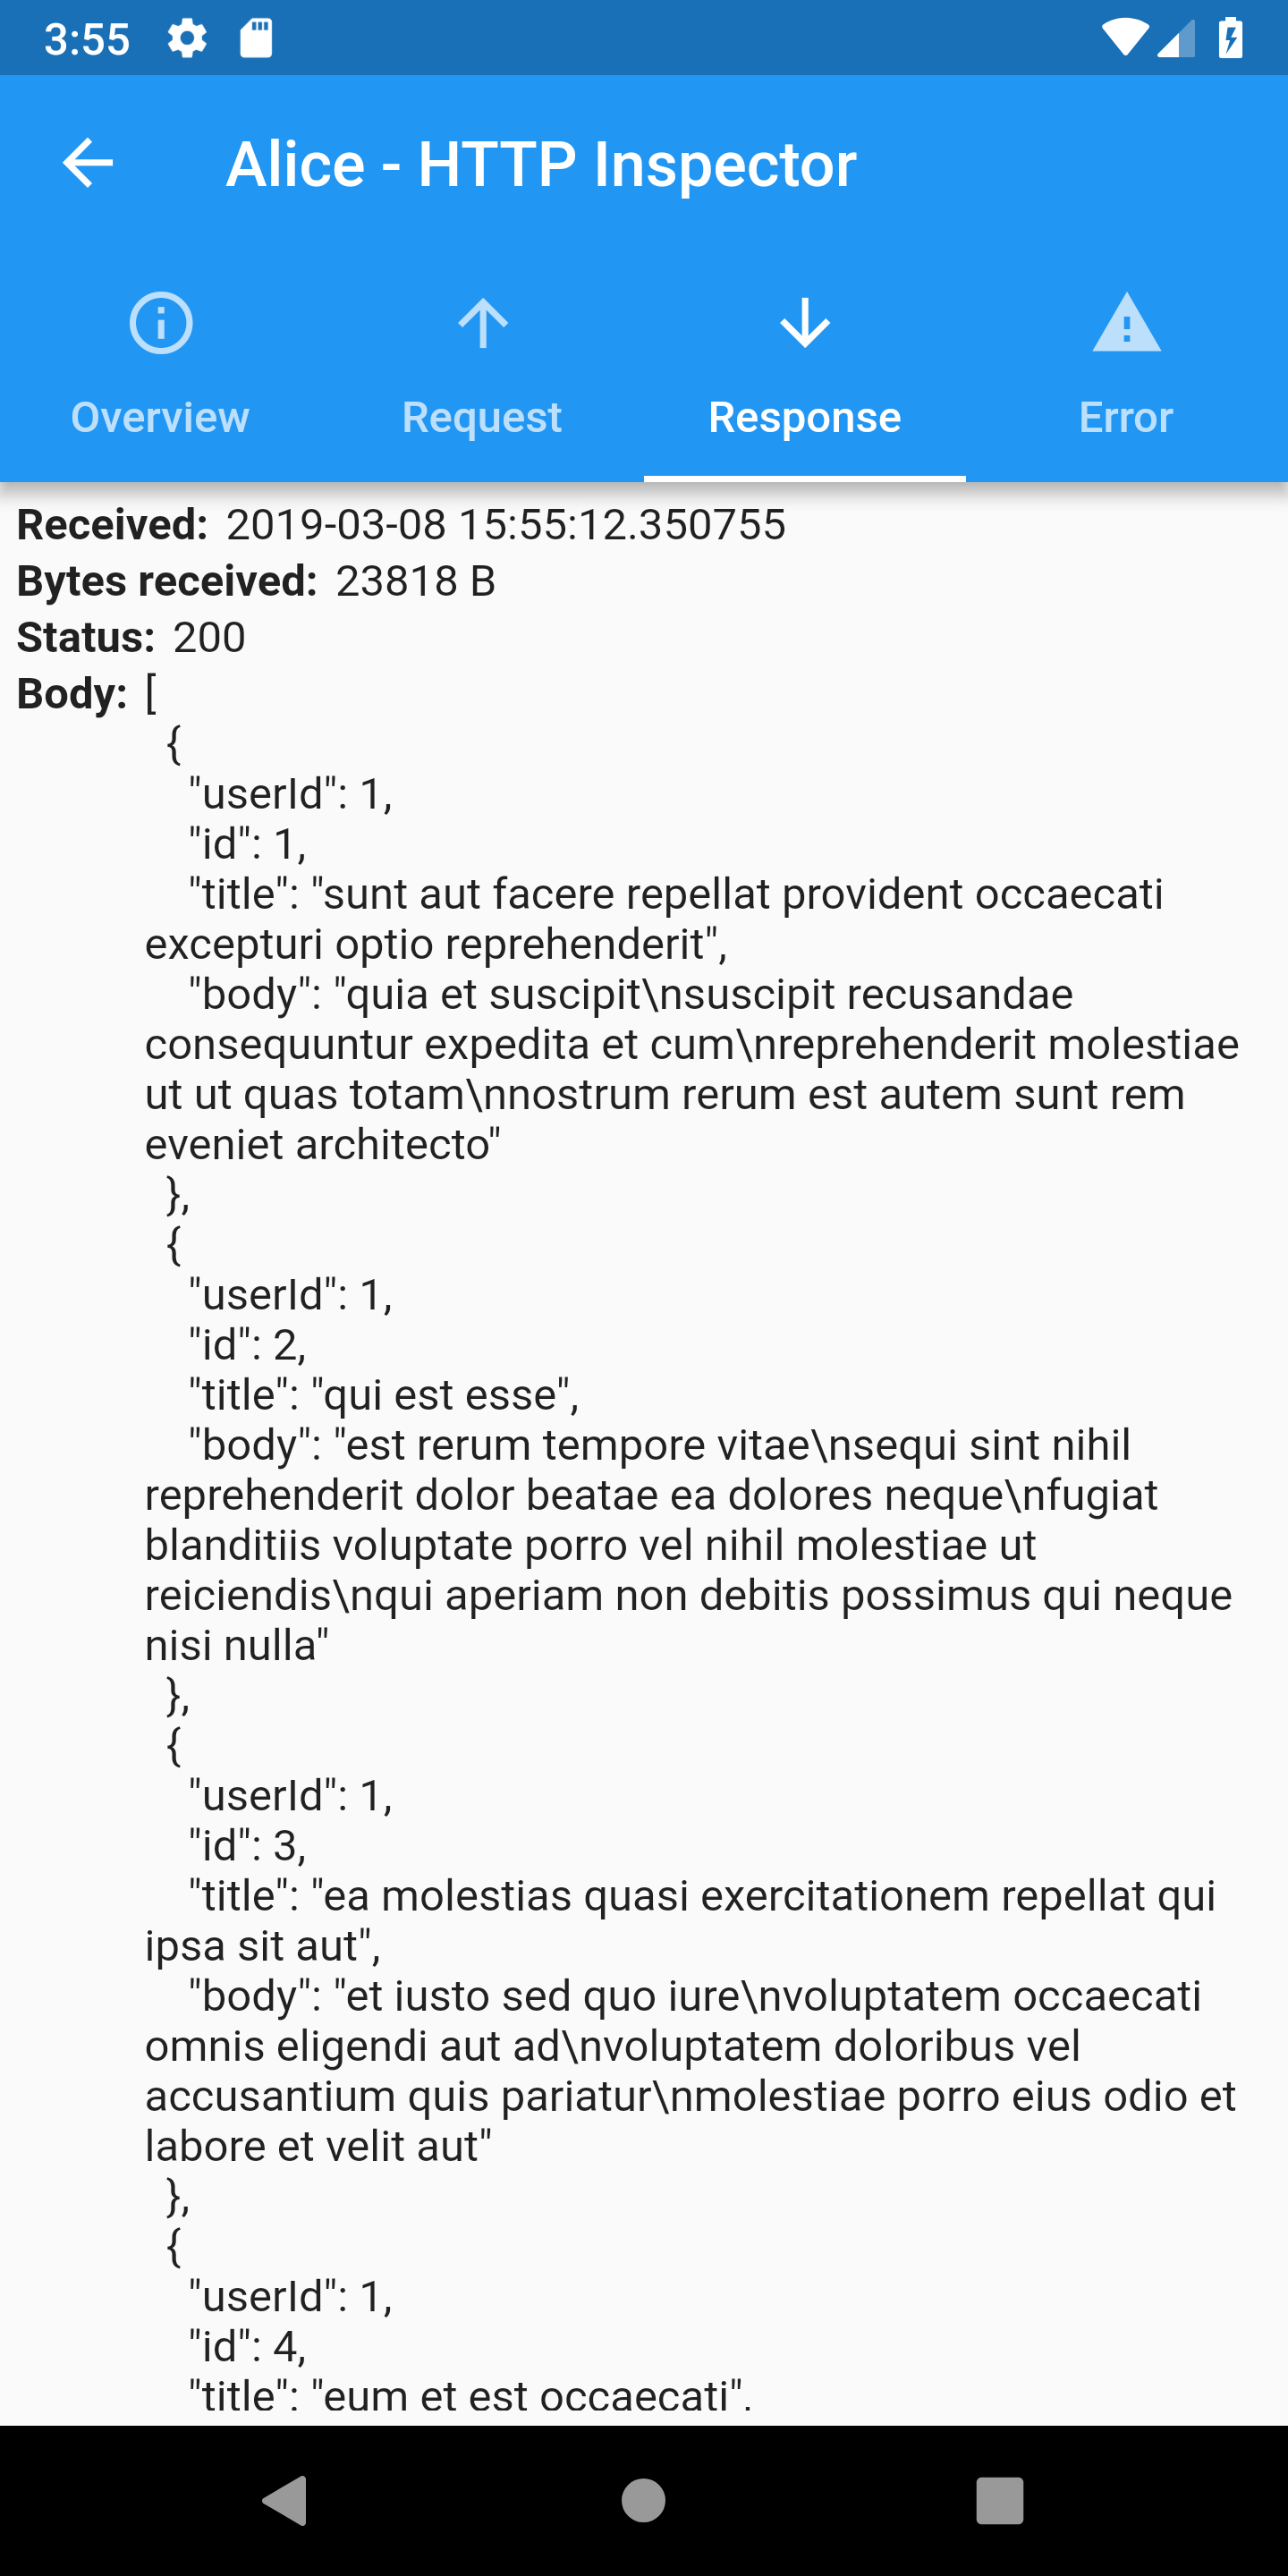 3:55
Alice - HTTP Inspector
Overview Request Response Error
Received: 2019-03-08 15:55:12.350755
Bytes received: 23818 B
Status: 200
Body: [
{
"userId": 1,
"id": 1,
"title": "sunt aut facere repellat provident occaecati
excepturi optio reprehenderit",
"body": "quia et suscipit\nsuscipit recusandae
consequuntur expedita et cum\nreprehenderit molestiae
ut ut quas totam\nnostrum rerum est autem sunt rem
eveniet architecto"
},
{
"userId": 1,
"id": 2,
"title": "qui est esse",
"body": "est rerum tempore vitae\nsequi sint nihil
reprehenderit dolor beatae ea dolores neque\nfugiat
blanditiis voluptate porro vel nihil molestiae ut
reiciendis\nqui aperiam non debitis possimus qui neque
nisi nulla"
},
{
"userId": 1,
"id": 3,
"title": "ea molestias quasi exercitationem repellat qui
ipsa sit aut",
"body": "et iusto sed quo iure\nvoluptatem occaecati
omnis eligendi aut ad\nvoluptatem doloribus vel
accusantium quis pariatur\nmolestiae porro eius odio et
labore et velit aut"
},
{
"userId": 1,
"id": 4,
"title": "eum et est occaecati",